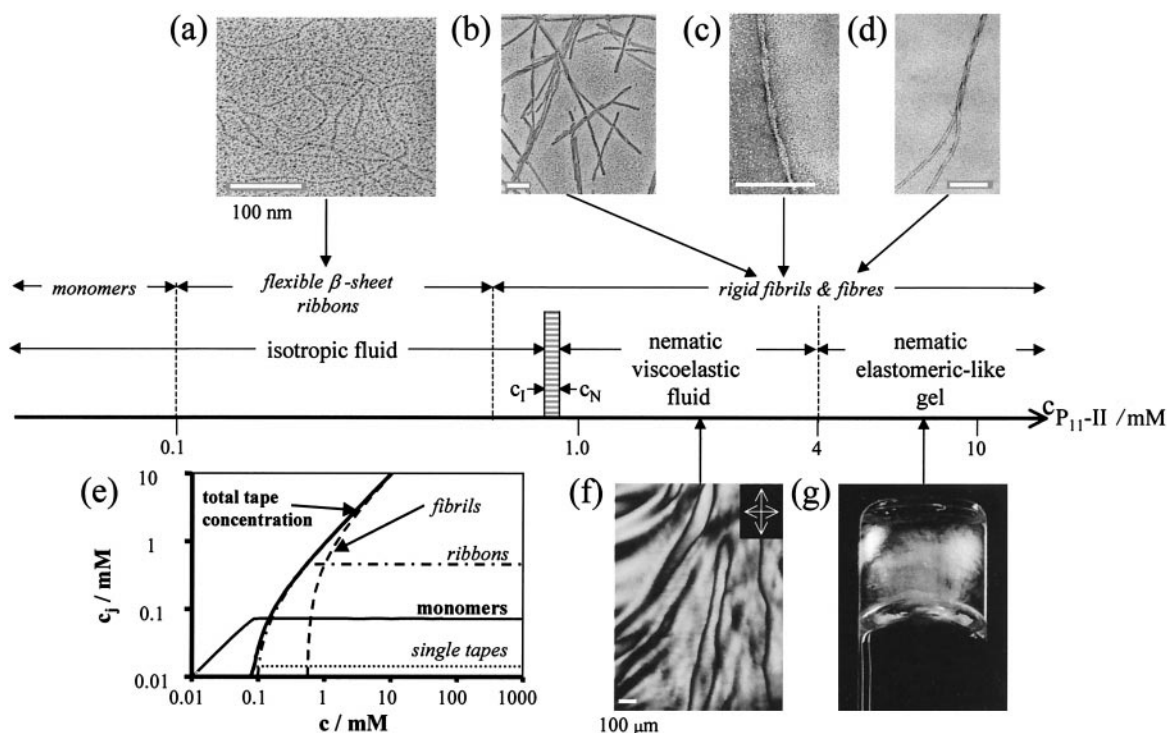 (a)
(b)
(c)
(d)
100 nm
monomers
flexible β-sheet
ribbons
rigid fibrils & fibres
isotropic fluid
nematic
viscoelastic
fluid
nematic
elastomeric-like
gel
c_I
c_N
c_P₁₁-II /mM
0.1
1.0
4
10
(e)
10
1
0.1
0.01
c_j / mM
total tape
concentration
fibrils
ribbons
monomers
single tapes
0.01
0.1
1
10
100
1000
c / mM
(f)
100 μm
(g)